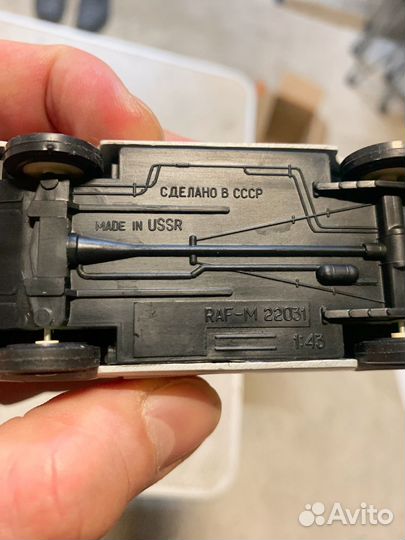 СДЕЛАНО В СССР
MADE IN USSR
RAF-M 22031
1:43
Avito